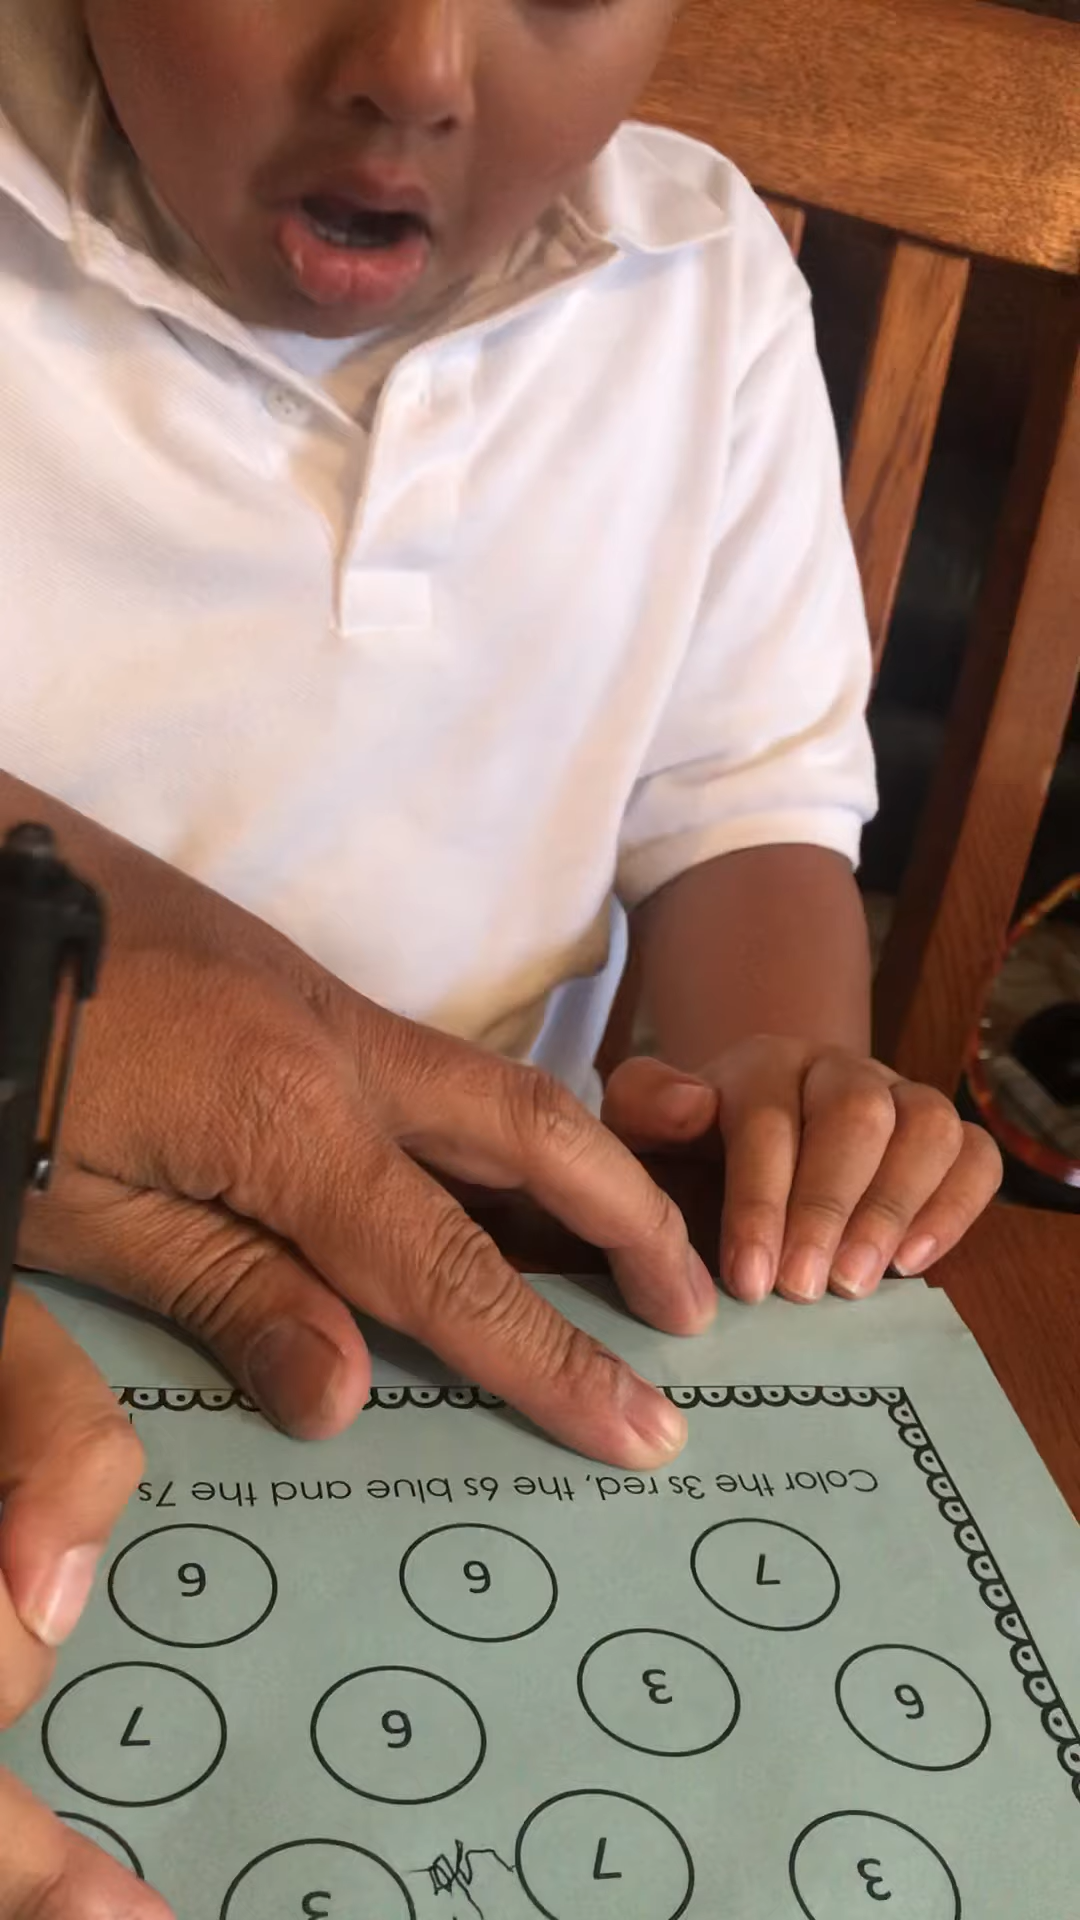 3 7 3
6 3 6 7
7 6 6
Color the 3s red, the 6s blue and the 7s